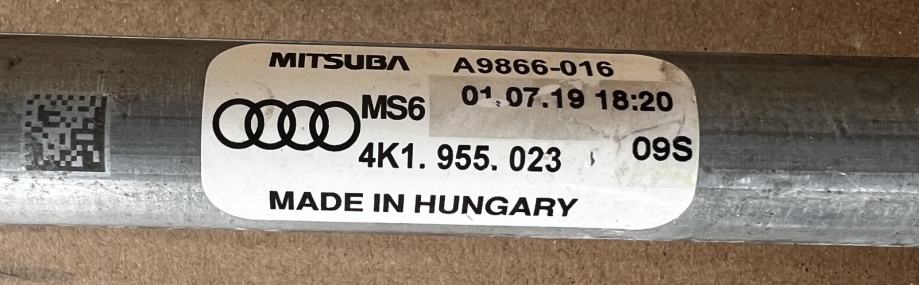 MITSUBA A9866-016
MS6 01.07.19 18:20
4K1. 955. 023 09S
MADE IN HUNGARY